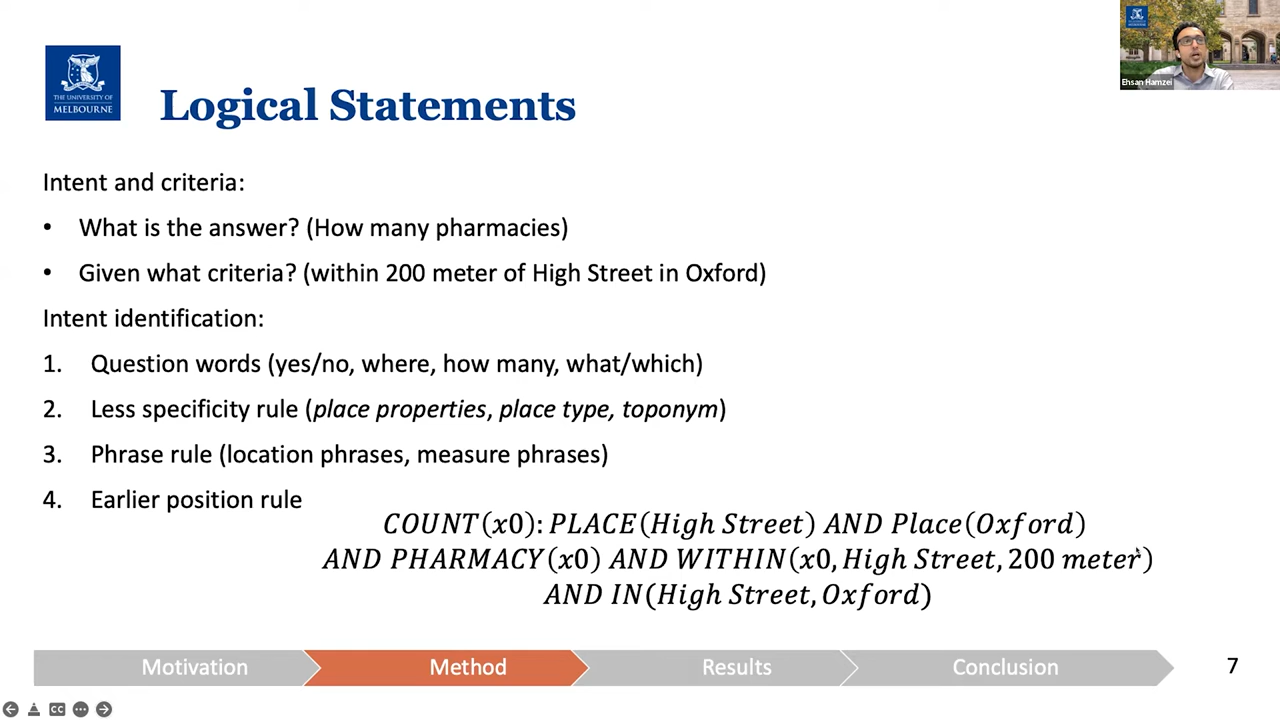 THE UNIVERSITY OF
MELBOURNE
Logical Statements
MELBOURNE
Ehsan Hamzei
Intent and criteria:
• What is the answer? (How many pharmacies)
• Given what criteria? (within 200 meter of High Street in Oxford)
Intent identification:
1. Question words (yes/no, where, how many, what/which)
2. Less specificity rule (place properties, place type, toponym)
3. Phrase rule (location phrases, measure phrases)
4. Earlier position rule
COUNT(x0): PLACE(High Street) AND Place(Oxford)
AND PHARMACY(x0) AND WITHIN(x0, High Street, 200 meter)
AND IN(High Street, Oxford)
Motivation
Method
Results
Conclusion
7
CC